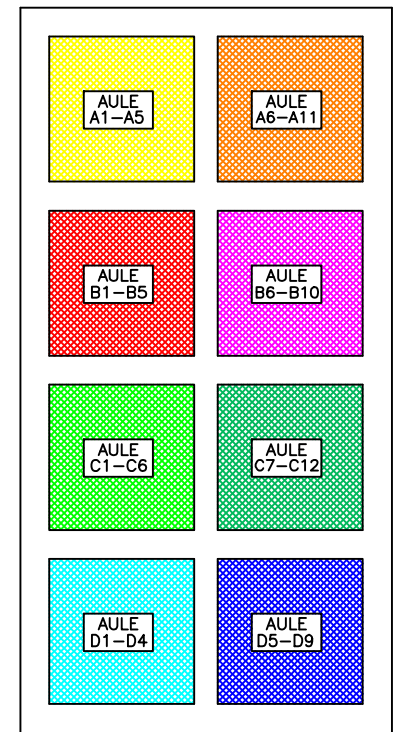 AULE
A1-A5
AULE
A6-A11
AULE
B1-B5
AULE
B6-B10
AULE
C1-C6
AULE
C7-C12
AULE
D1-D4
AULE
D5-D9